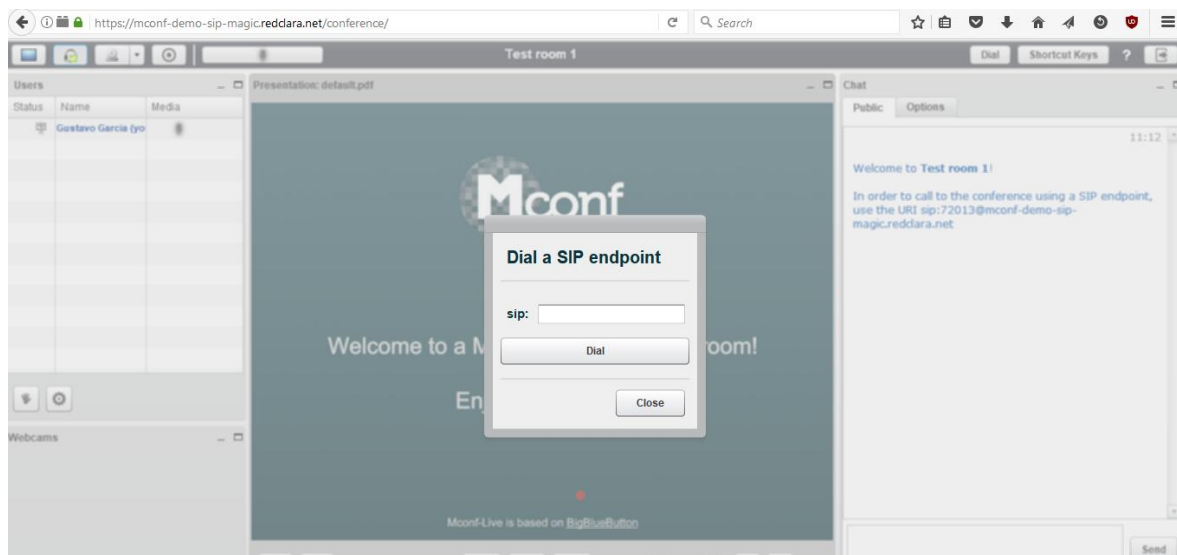 https://mconf-demo-sip-magic.redclara.net/conference/
Search
Test room 1
Dial
Shortcut Keys
?
Users
Presentation: default.pdf
Chat
Status Name Media
Public Options
Gustavo Garcia (yo
11:12
Welcome to Test room 1!
In order to call to the conference using a SIP endpoint,
use the URI sip:72013@mconf-demo-sip-
magic.redclara.net
Mconf
Dial a SIP endpoint
sip:
Welcome to a M
room!
Dial
En
Close
Webcams
Mconf-Live is based on BigBlueButton
Send